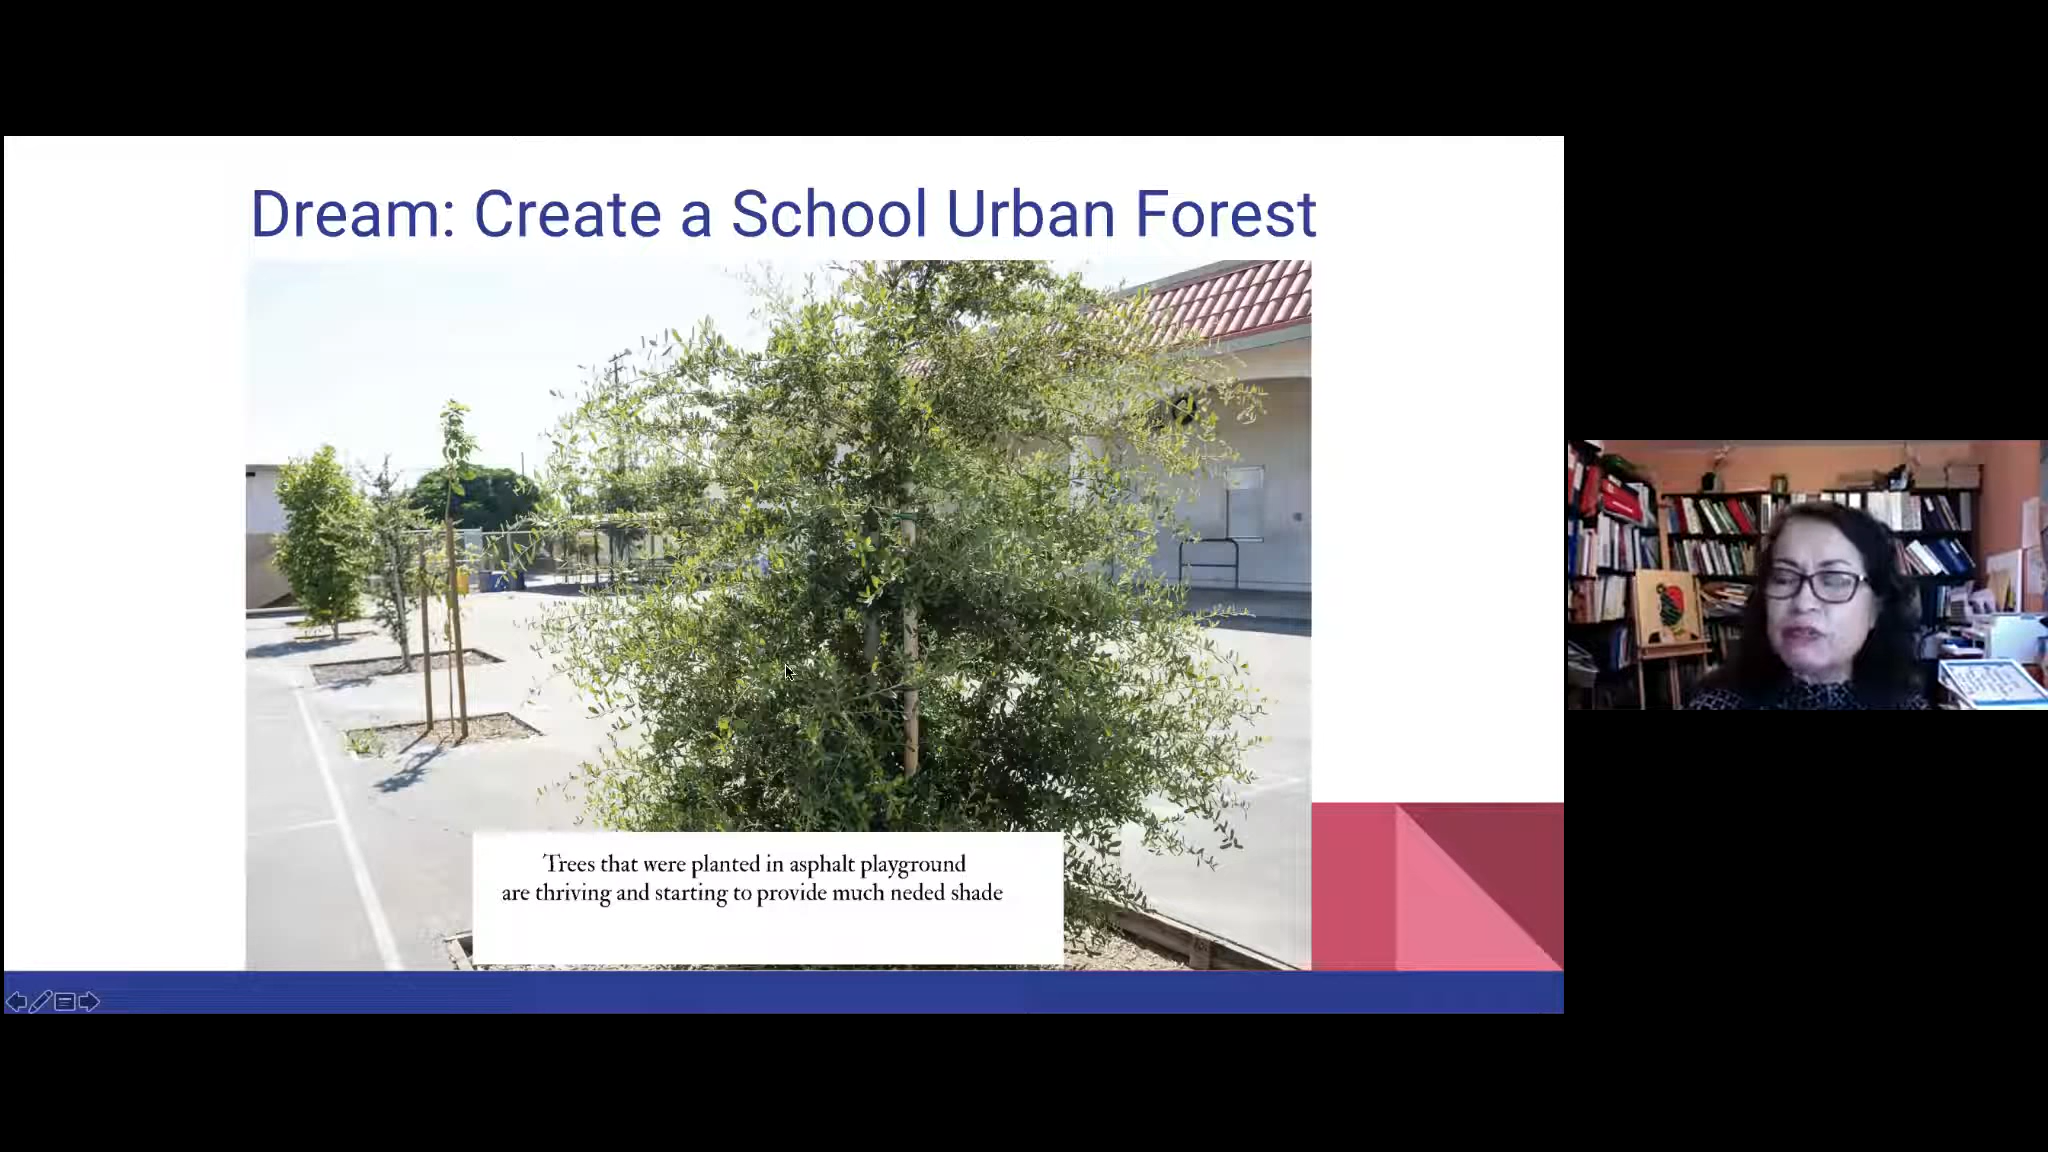 Dream: Create a School Urban Forest
Trees that were planted in asphalt playground
are thriving and starting to provide much neded shade